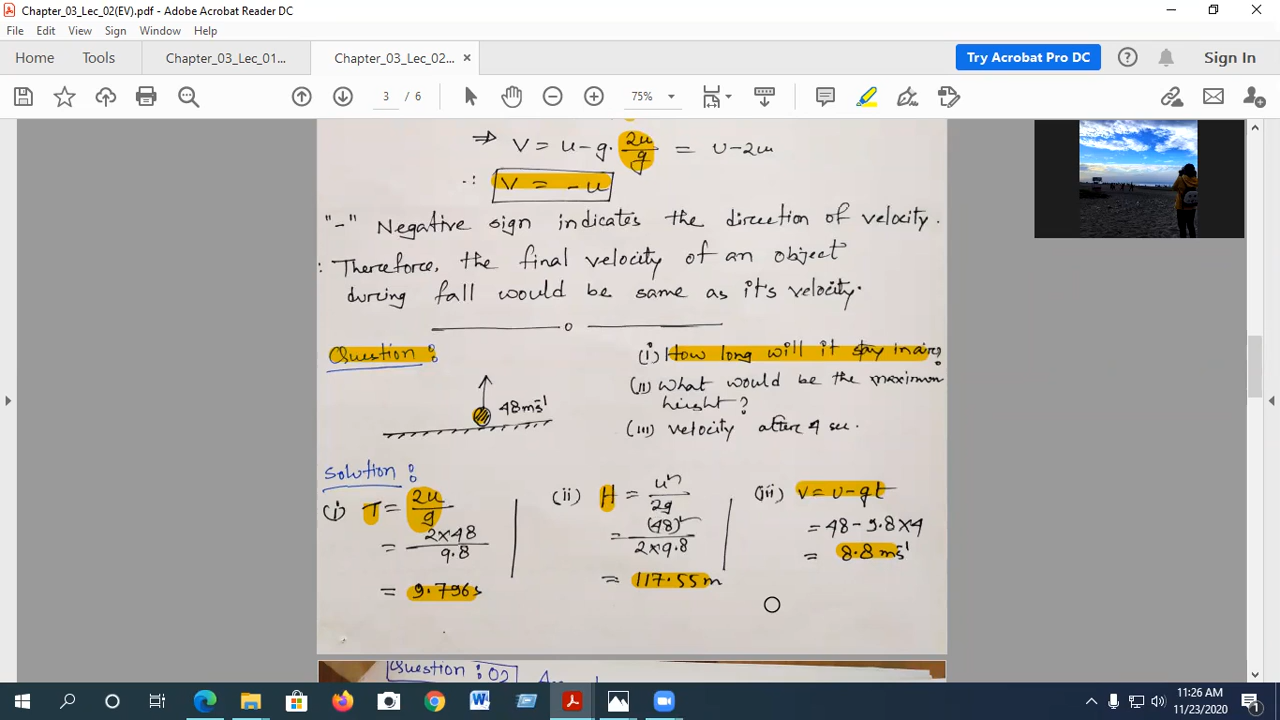 Chapter_03_Lec_02(EV).pdf - Adobe Acrobat Reader DC
File Edit View Sign Window Help
Home Tools Chapter_03_Lec_01... Chapter_03_Lec_02... × Try Acrobat Pro DC Sign In
3 / 6 75%
⇒ V = u - g. 2u/g = u - 2u
∴ V = -u
"-" Negative sign indicates the direction of velocity.
: Therefore, the final velocity of an object
during fall would be same as it's velocity.
Question :
(i) How long will it stay in air?
(ii) What would be the maximum
height?
48 ms⁻¹
(iii) velocity after 4 sec.
Solution :
(i) T = 2u/g
= 2×48/9.8
= 9.796s
(ii) H = u²/2g
= (48)²/2×9.8
= 117.55 m
(iii) v = u - gt
= 48 - 9.8×4
= 8.8 ms⁻¹
Question : 02
11:26 AM
11/23/2020